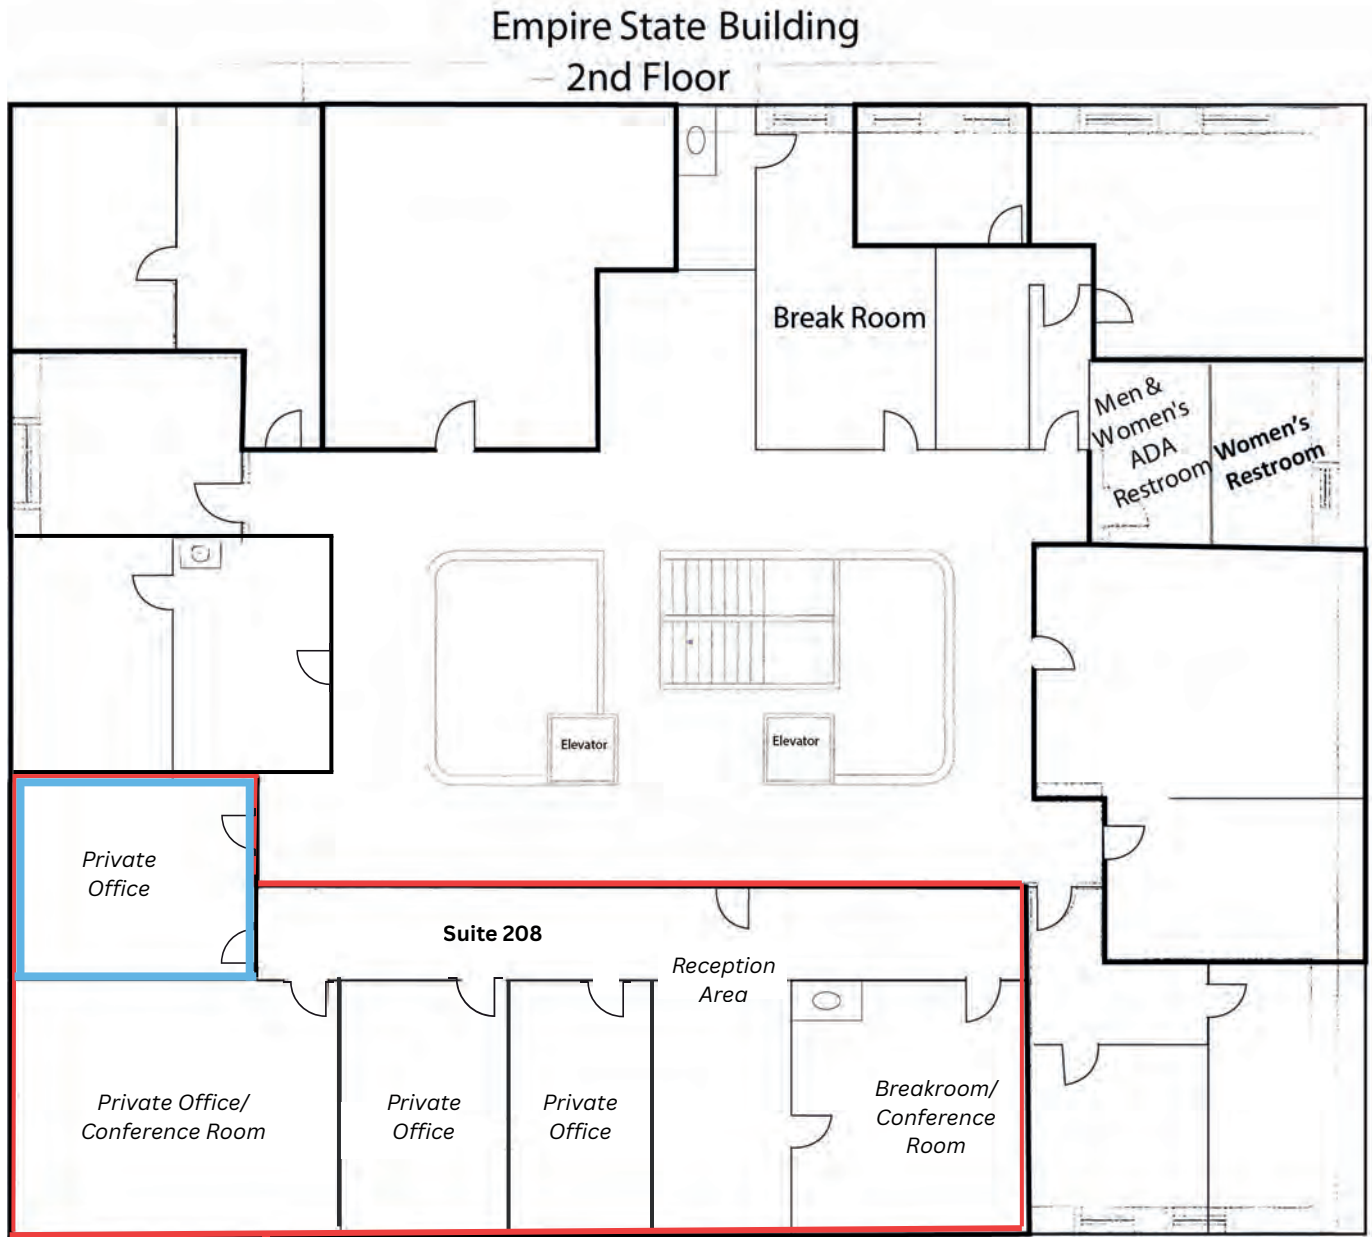 Empire State Building
2nd Floor
Break Room
Men &
Women's
ADA
Restroom
Women's
Restroom
Elevator
Elevator
Private
Office
Suite 208
Reception
Area
Private Office/
Conference Room
Private
Office
Private
Office
Breakroom/
Conference
Room